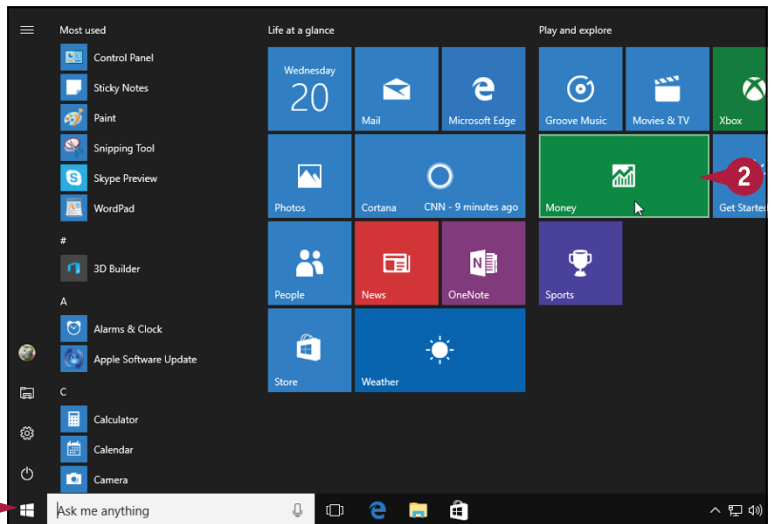 Most used
Control Panel
Sticky Notes
Paint
Snipping Tool
Skype Preview
WordPad
#
3D Builder
A
Alarms & Clock
Apple Software Update
C
Calculator
Calendar
Camera
Life at a glance
Wednesday
20
Mail
Microsoft Edge
Photos
Cortana
CNN - 9 minutes ago
People
News
OneNote
Store
Weather
Play and explore
Groove Music
Movies & TV
Xbox
Money
2
Get Started
Sports
Ask me anything